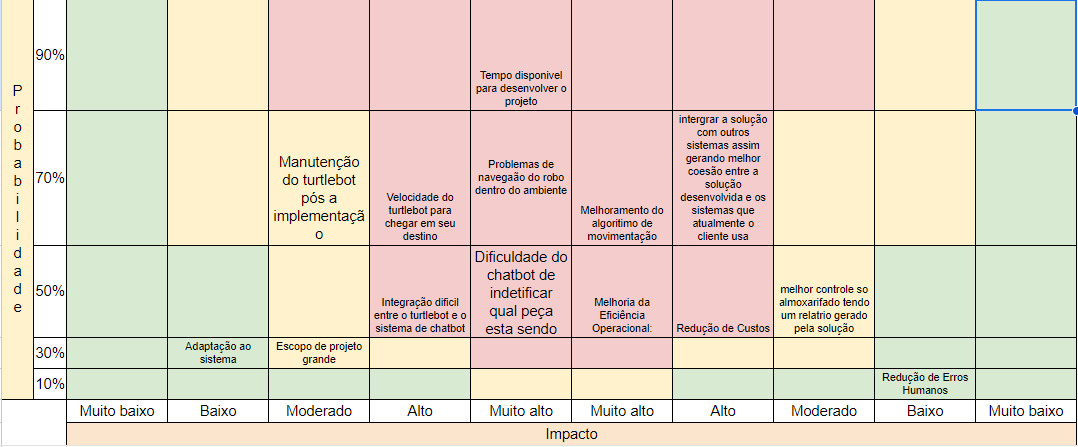 Probabilidade
90%
Tempo disponivel
para desenvolver o
projeto
70%
Manutenção
do turtlebot
pós a
implementaçã
o
Velocidade do
turtlebot para
chegar em seu
destino
Problemas de
navegaão do robo
dentro do ambiente
Melhoramento do
algoritimo de
movimentação
intergrar a solução
com outros
sistemas assim
gerando melhor
coesão entre a
solução
desenvolvida e os
sistemas que
atualmente o
cliente usa
50%
Integração dificil
entre o turtlebot e o
sistema de chatbot
Dificuldade do
chatbot de
indetificar
qual peça
esta sendo
Melhoria da
Eficiência
Operacional:
Redução de Custos
melhor controle so
almoxarifado tendo
um relatrio gerado
pela solução
30%
Adaptação ao
sistema
Escopo de projeto
grande
10%
Redução de Erros
Humanos
Muito baixo Baixo Moderado Alto Muito alto Muito alto Alto Moderado Baixo Muito baixo
Impacto